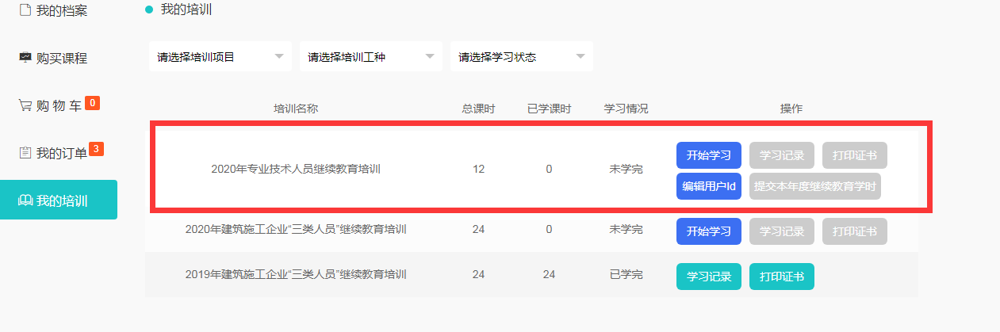 我的档案
购买课程
购 物 车 0
我的订单 3
我的培训
我的培训
请选择培训项目 请选择培训工种 请选择学习状态
培训名称 总课时 已学课时 学习情况 操作
2020年专业技术人员继续教育培训 12 0 未学完 开始学习 学习记录 打印证书
编辑用户Id 提交本年度继续教育学时
2020年建筑施工企业“三类人员”继续教育培训 24 0 未学完 开始学习 学习记录 打印证书
2019年建筑施工企业“三类人员”继续教育培训 24 24 已学完 学习记录 打印证书